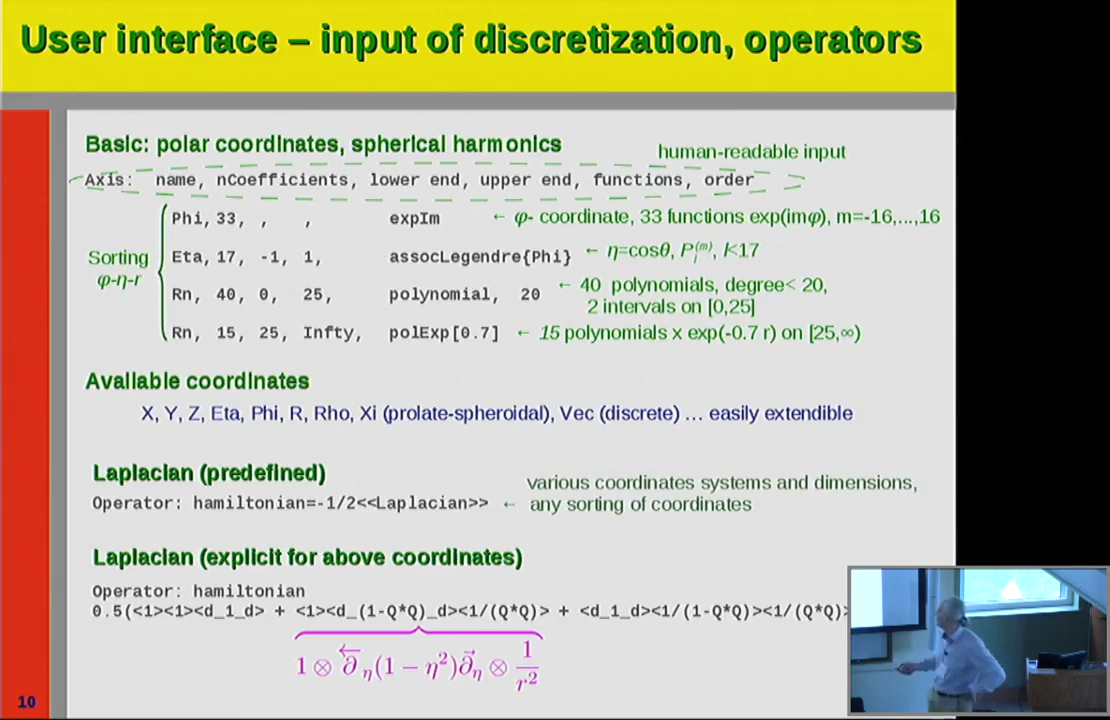 User interface – input of discretization, operators
Basic: polar coordinates, spherical harmonics
human-readable input
Axis: name, nCoefficients, lower end, upper end, functions, order
Phi, 33, , , expIm ← φ- coordinate, 33 functions exp(imφ), m=-16,...,16
Sorting
φ-η-r
Eta, 17, -1, 1, assocLegendre{Phi} ← η=cosθ, P_l^(m), l<17
Rn, 40, 0, 25, polynomial, 20 ← 40 polynomials, degree< 20,
2 intervals on [0,25]
Rn, 15, 25, Infty, polExp[0.7] ← 15 polynomials x exp(-0.7 r) on [25,∞)
Available coordinates
X, Y, Z, Eta, Phi, R, Rho, Xi (prolate-spheroidal), Vec (discrete) … easily extendible
Laplacian (predefined)
various coordinates systems and dimensions,
Operator: hamiltonian=-1/2<<Laplacian>> ← any sorting of coordinates
Laplacian (explicit for above coordinates)
Operator: hamiltonian
0.5(<1><1><d_1_d> + <1><d_(1-Q*Q)_d><1/(Q*Q)> + <d_1_d><1/(1-Q*Q)><1/(Q*Q)>
1 ⊗ ∂⃖_η (1 − η²) ∂⃗_η ⊗ 1/r²
10